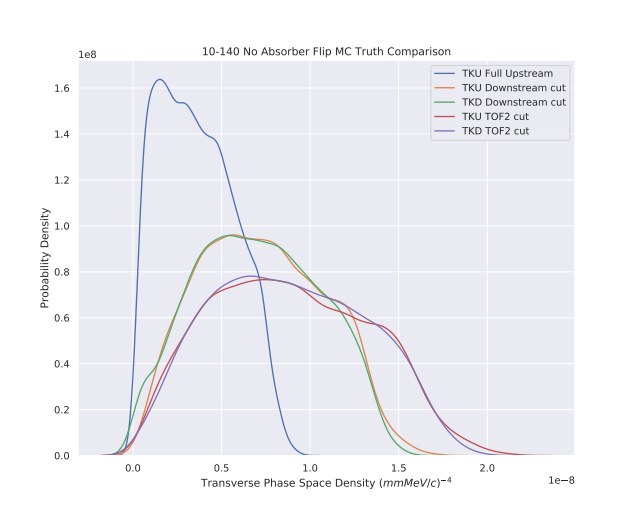 10-140 No Absorber Flip MC Truth Comparison
1e8
TKU Full Upstream
TKU Downstream cut
TKD Downstream cut
TKU TOF2 cut
TKD TOF2 cut
Probability Density
1.6
1.4
1.2
1.0
0.8
0.6
0.4
0.2
0.0
0.0 0.5 1.0 1.5 2.0
Transverse Phase Space Density (mmMeV/c)⁻⁴
1e−8